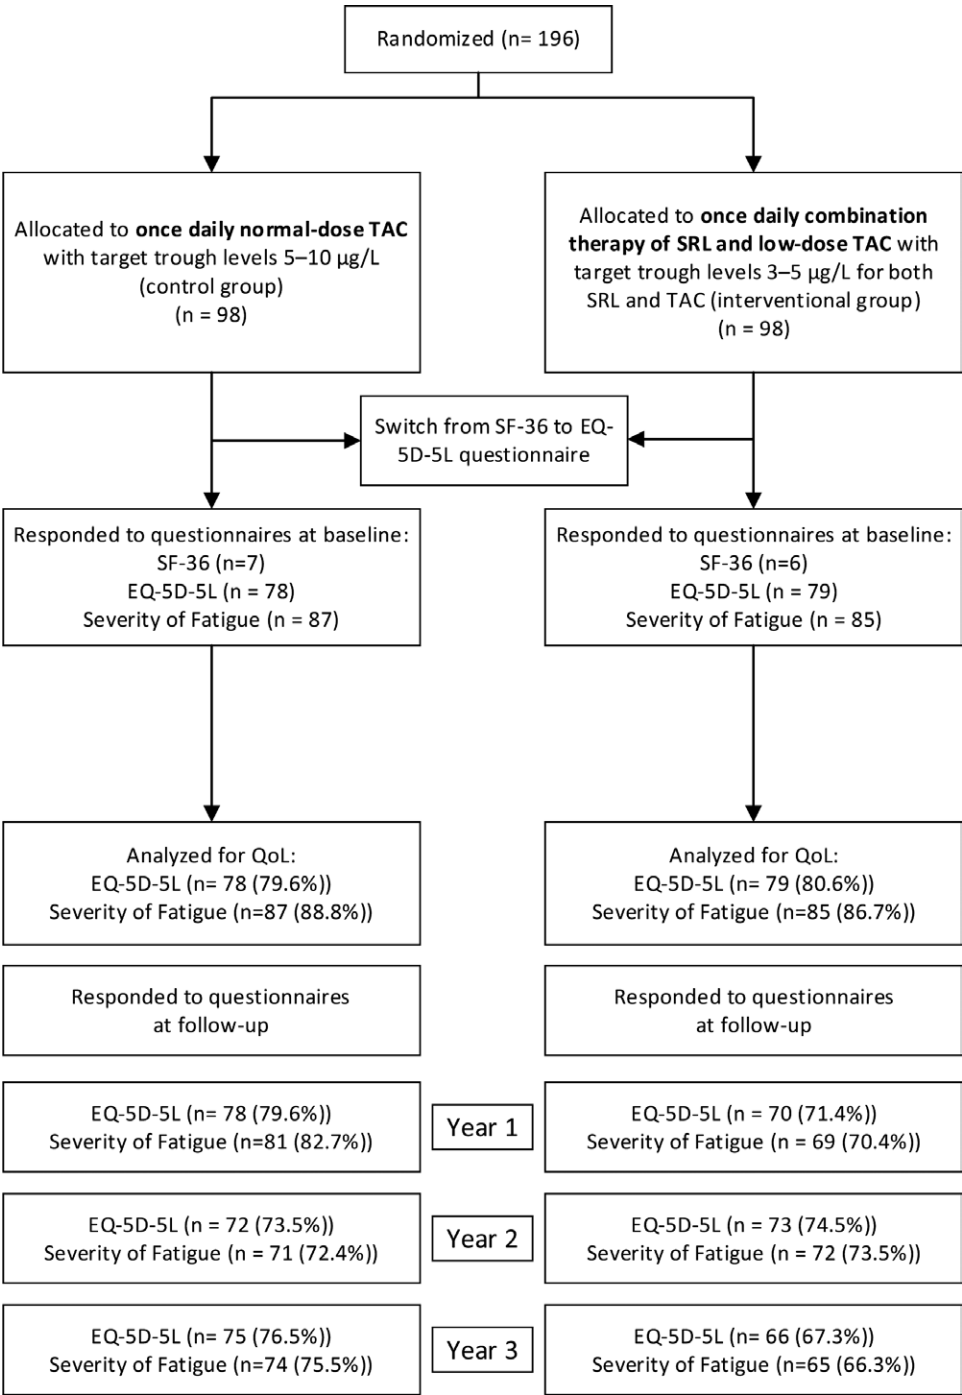 Randomized (n= 196)
Allocated to once daily normal-dose TAC
with target trough levels 5–10 µg/L
(control group)
(n = 98)
Allocated to once daily combination
therapy of SRL and low-dose TAC with
target trough levels 3–5 µg/L for both
SRL and TAC (interventional group)
(n = 98)
Switch from SF-36 to EQ-
5D-5L questionnaire
Responded to questionnaires at baseline:
SF-36 (n=7)
EQ-5D-5L (n = 78)
Severity of Fatigue (n = 87)
Responded to questionnaires at baseline:
SF-36 (n=6)
EQ-5D-5L (n = 79)
Severity of Fatigue (n = 85)
Analyzed for QoL:
EQ-5D-5L (n= 78 (79.6%))
Severity of Fatigue (n=87 (88.8%))
Analyzed for QoL:
EQ-5D-5L (n= 79 (80.6%)
Severity of Fatigue (n=85 (86.7%))
Responded to questionnaires
at follow-up
Responded to questionnaires
at follow-up
EQ-5D-5L (n= 78 (79.6%))
Severity of Fatigue (n=81 (82.7%))
Year 1
EQ-5D-5L (n = 70 (71.4%))
Severity of Fatigue (n = 69 (70.4%))
EQ-5D-5L (n = 72 (73.5%))
Severity of Fatigue (n = 71 (72.4%))
Year 2
EQ-5D-5L (n = 73 (74.5%))
Severity of Fatigue (n = 72 (73.5%))
EQ-5D-5L (n = 75 (76.5%))
Severity of Fatigue (n=74 (75.5%))
Year 3
EQ-5D-5L (n = 66 (67.3%))
Severity of Fatigue (n=65 (66.3%))